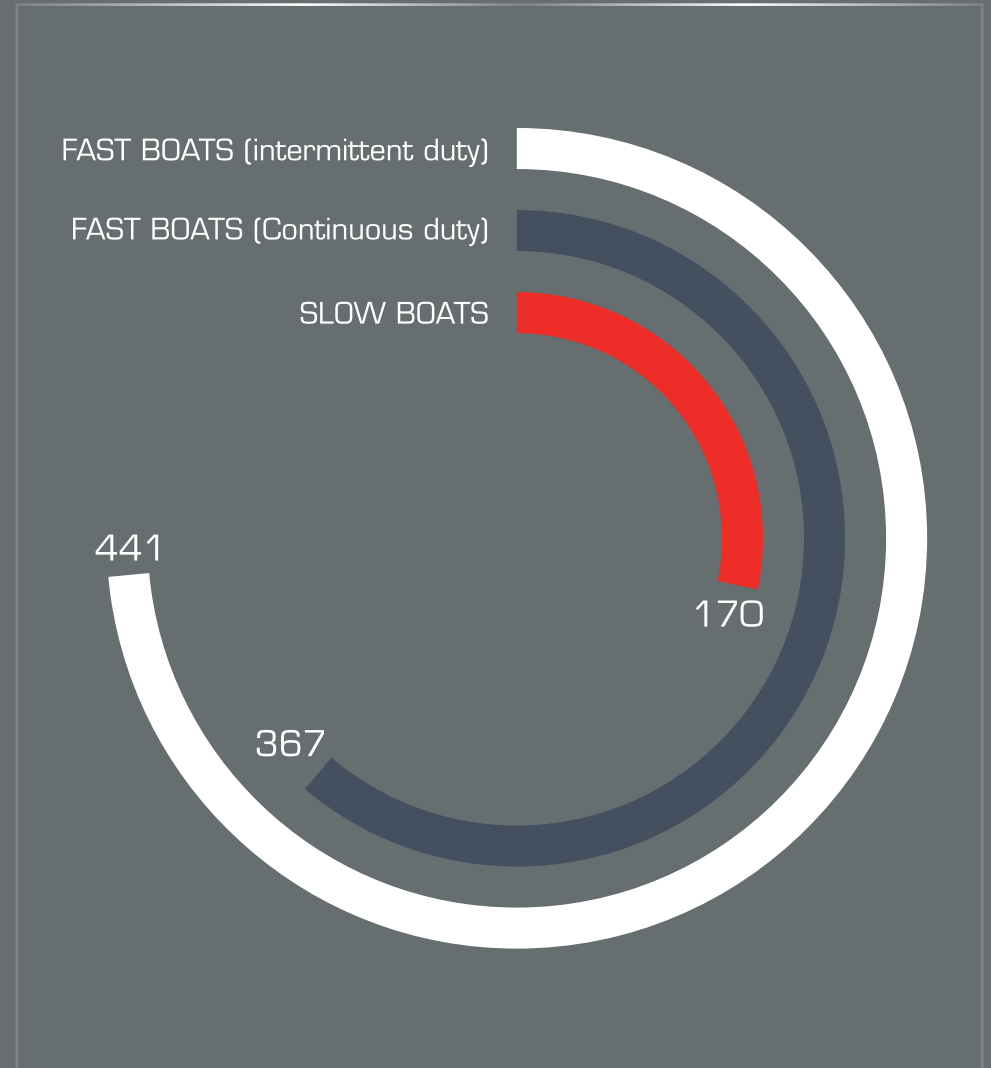 FAST BOATS (intermittent duty)
FAST BOATS (Continuous duty)
SLOW BOATS
441
170
367